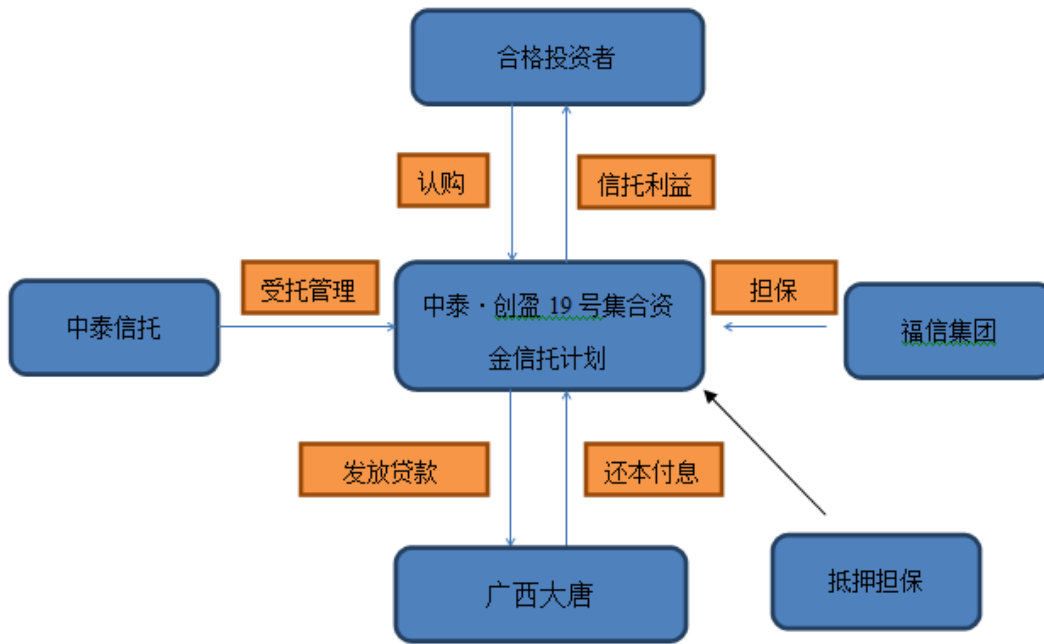 合格投资者
认购
信托利益
受托管理
担保
中泰信托
中泰·创盈 19 号集合资
金信托计划
福信集团
发放贷款
还本付息
广西大唐
抵押担保